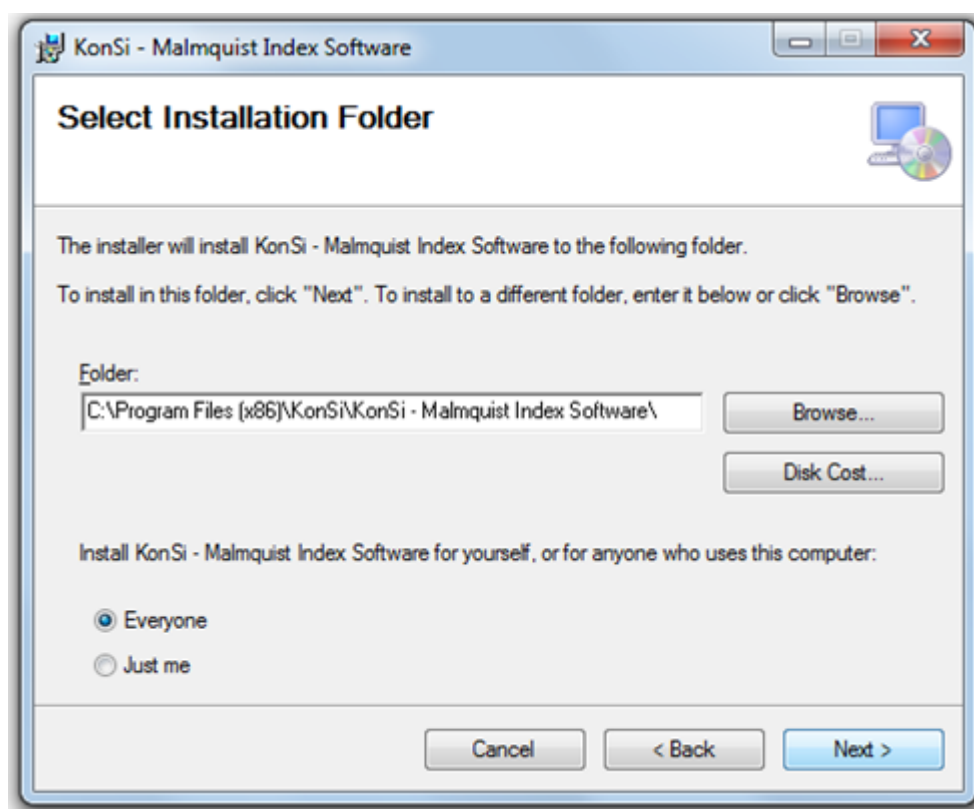 KonSi - Malmquist Index Software
Select Installation Folder
The installer will install KonSi - Malmquist Index Software to the following folder.
To install in this folder, click "Next". To install to a different folder, enter it below or click "Browse".
Folder:
C:\Program Files (x86)\KonSi\KonSi - Malmquist Index Software\
Browse...
Disk Cost...
Install KonSi - Malmquist Index Software for yourself, or for anyone who uses this computer:
Everyone
Just me
Cancel
< Back
Next >